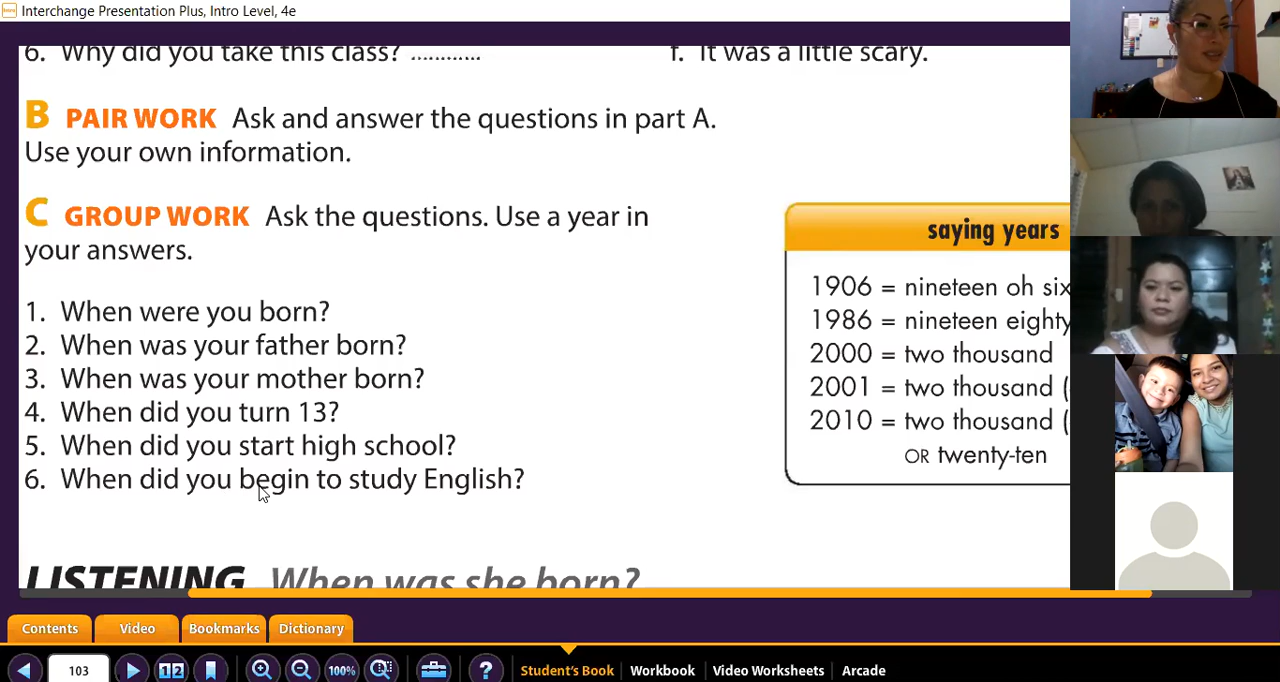 Intro
Interchange Presentation Plus, Intro Level, 4e
6. Why did you take this class? ............
f. It was a little scary.
B PAIR WORK Ask and answer the questions in part A.
Use your own information.
C GROUP WORK Ask the questions. Use a year in
your answers.
1. When were you born?
2. When was your father born?
3. When was your mother born?
4. When did you turn 13?
5. When did you start high school?
6. When did you begin to study English?
saying years
1906 = nineteen oh six
1986 = nineteen eighty
2000 = two thousand
2001 = two thousand (
2010 = two thousand (
OR twenty-ten
LISTENING When was she born?
Contents Video Bookmarks Dictionary
103 1 2 100% ? Student's Book Workbook Video Worksheets Arcade